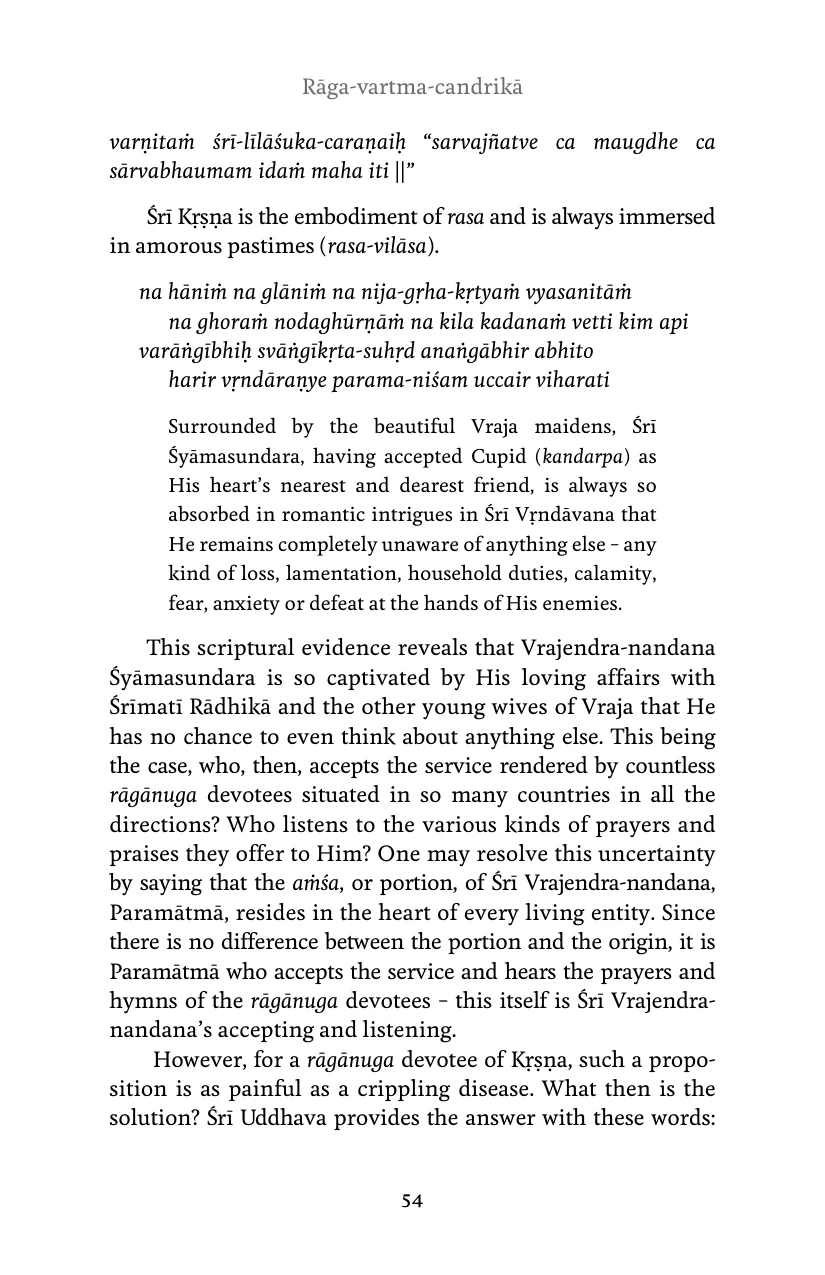 Rāga-vartma-candrikā
varṇitaṁ śrī-līlāśuka-caraṇaiḥ “sarvajñatve ca maugdhe ca
sārvabhaumam idaṁ maha iti ||”
Śrī Kṛṣṇa is the embodiment of rasa and is always immersed
in amorous pastimes (rasa-vilāsa).
na hāniṁ na glāniṁ na nija-gṛha-kṛtyaṁ vyasanitāṁ
na ghoraṁ nodaghūrṇāṁ na kila kadanaṁ vetti kim api
varāṅgībhiḥ svāṅgīkṛta-suhṛd anaṅgābhir abhito
harir vṛndāraṇye parama-niśam uccair viharati
Surrounded by the beautiful Vraja maidens, Śrī
Śyāmasundara, having accepted Cupid (kandarpa) as
His heart’s nearest and dearest friend, is always so
absorbed in romantic intrigues in Śrī Vṛndāvana that
He remains completely unaware of anything else – any
kind of loss, lamentation, household duties, calamity,
fear, anxiety or defeat at the hands of His enemies.
This scriptural evidence reveals that Vrajendra-nandana
Śyāmasundara is so captivated by His loving affairs with
Śrīmatī Rādhikā and the other young wives of Vraja that He
has no chance to even think about anything else. This being
the case, who, then, accepts the service rendered by countless
rāgānuga devotees situated in so many countries in all the
directions? Who listens to the various kinds of prayers and
praises they offer to Him? One may resolve this uncertainty
by saying that the aṁśa, or portion, of Śrī Vrajendra-nandana,
Paramātmā, resides in the heart of every living entity. Since
there is no difference between the portion and the origin, it is
Paramātmā who accepts the service and hears the prayers and
hymns of the rāgānuga devotees – this itself is Śrī Vrajendra-
nandana’s accepting and listening.
However, for a rāgānuga devotee of Kṛṣṇa, such a propo-
sition is as painful as a crippling disease. What then is the
solution? Śrī Uddhava provides the answer with these words:
54